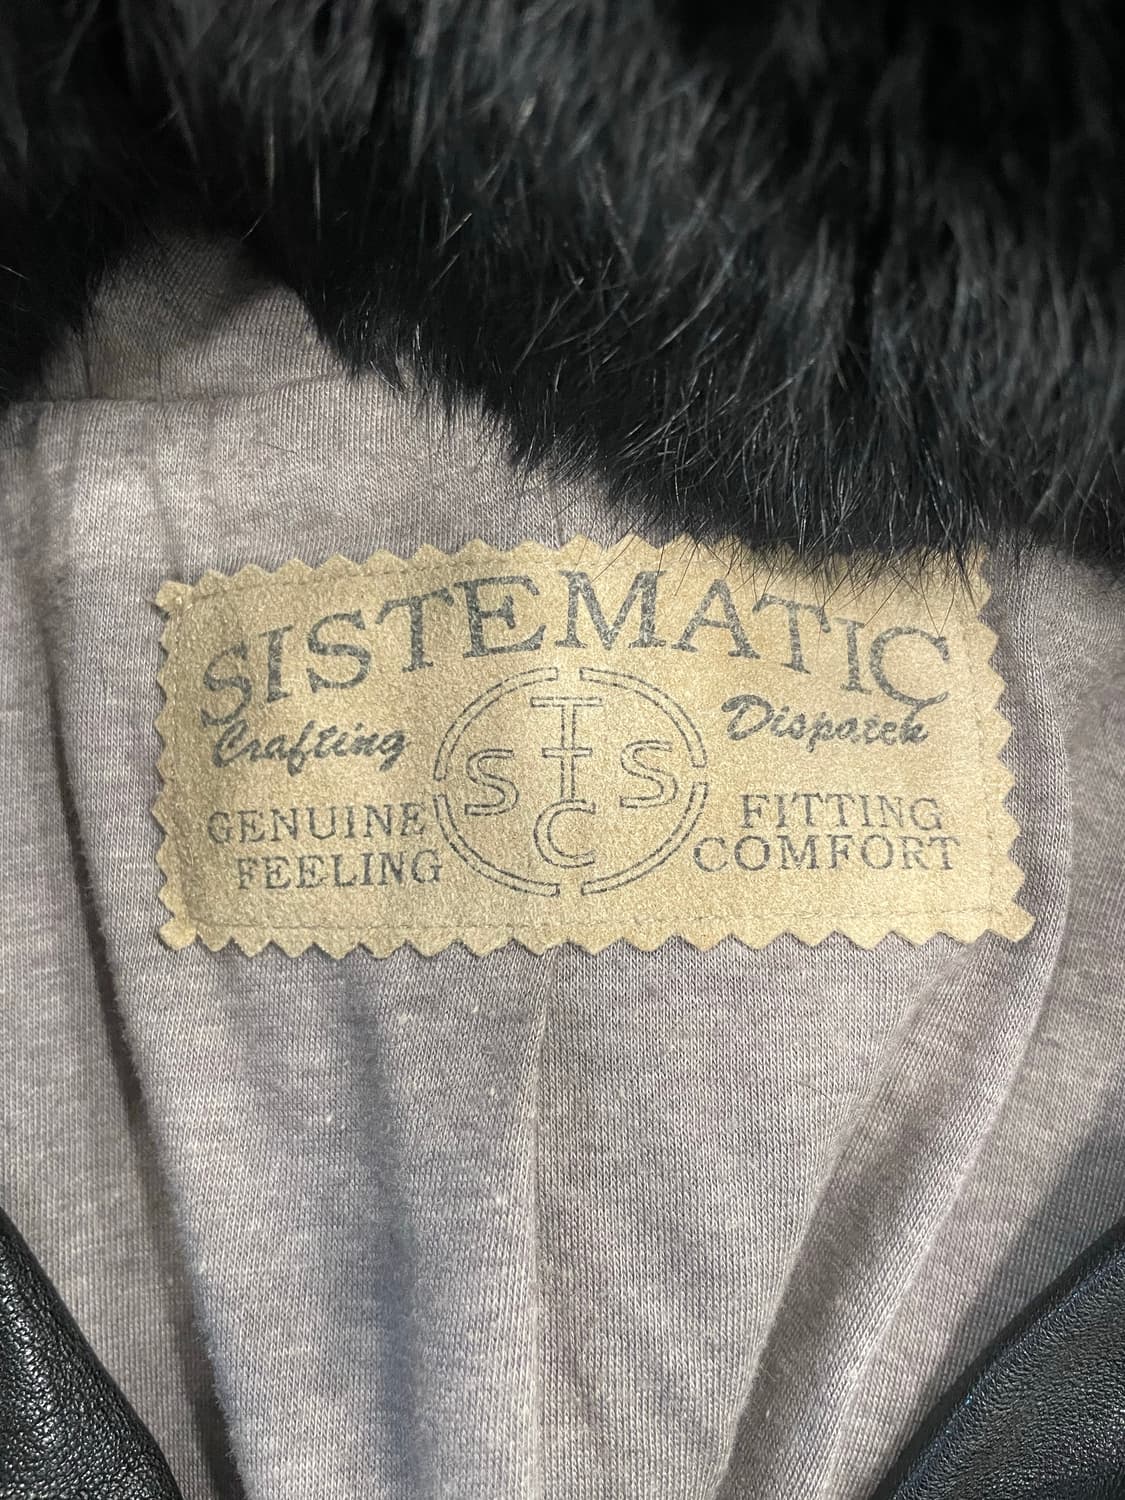 SISTEMATIC
Crafting
Dispatch
T
S I S
C
GENUINE
FEELING
FITTING
COMFORT